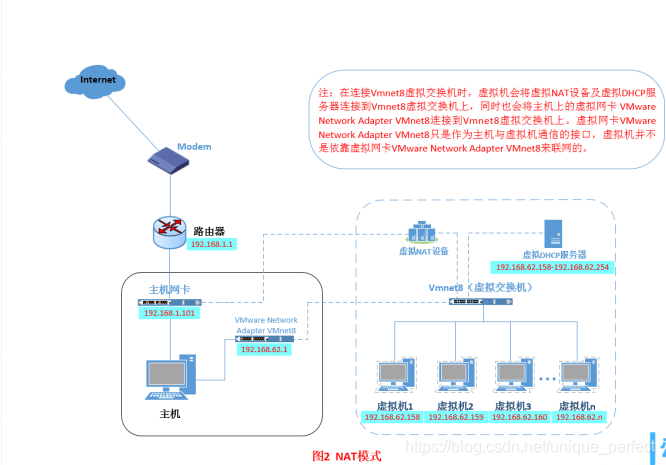 Internet
注：在连接Vmnet8虚拟交换机时，虚拟机会将虚拟NAT设备及虚拟DHCP服
务器连接到Vmnet8虚拟交换机上，同时也会将主机上的虚拟网卡 VMware
Network Adapter VMnet8连接到Vmnet8虚拟交换机上。虚拟网卡VMware
Network Adapter VMnet8只是作为主机与虚拟机通信的接口，虚拟机并不
是依靠虚拟网卡VMware Network Adapter VMnet8来联网的。
Modem
路由器
192.168.1.1
虚拟NAT设备
虚拟DHCP服务器
192.168.62.158-192.168.62.254
主机网卡
192.168.1.101
Vmnet8（虚拟交换机）
VMware Network
Adapter VMnet8
192.168.62.1
主机
虚拟机1
192.168.62.158
虚拟机2
192.168.62.159
虚拟机3
192.168.62.160
虚拟机n
192.168.62.n
图2 NAT模式
https://blog.csdn.net/unique_perfect